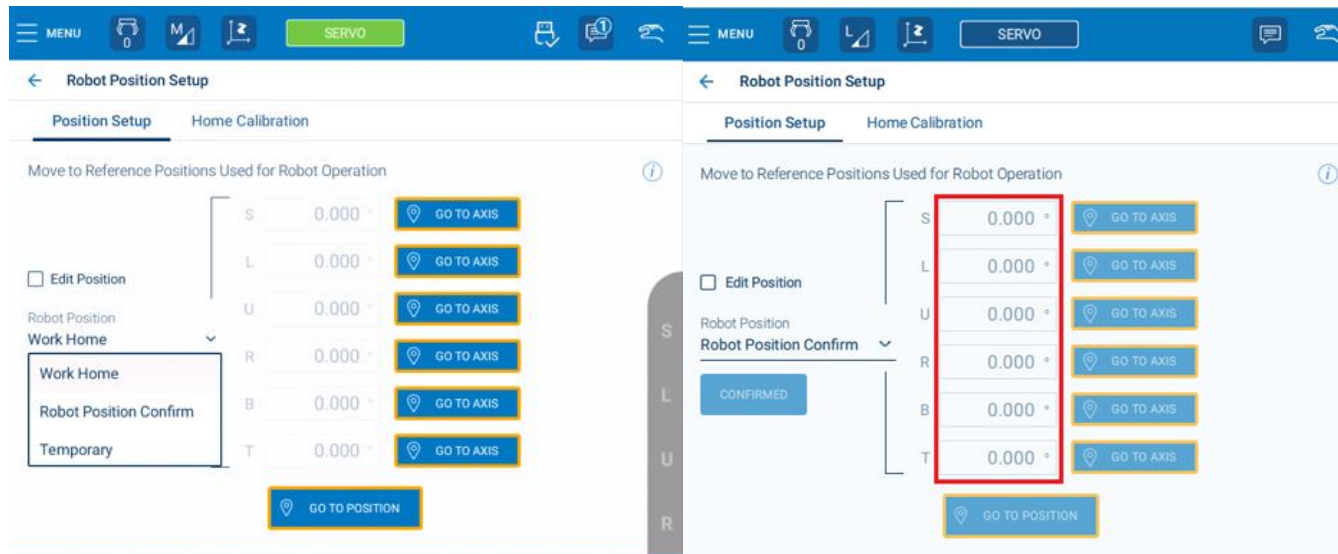 MENU 0 M SERVO 1
Robot Position Setup
Position Setup Home Calibration
Move to Reference Positions Used for Robot Operation
S 0.000 ° GO TO AXIS
L 0.000 ° GO TO AXIS
Edit Position
U 0.000 ° GO TO AXIS
Robot Position
Work Home
R 0.000 ° GO TO AXIS
Work Home
Robot Position Confirm
B 0.000 ° GO TO AXIS
Temporary
T 0.000 ° GO TO AXIS
GO TO POSITION
S
L
U
R
MENU 0 L SERVO
Robot Position Setup
Position Setup Home Calibration
Move to Reference Positions Used for Robot Operation
S 0.000 ° GO TO AXIS
L 0.000 ° GO TO AXIS
Edit Position
U 0.000 ° GO TO AXIS
Robot Position
Robot Position Confirm
R 0.000 ° GO TO AXIS
CONFIRMED
B 0.000 ° GO TO AXIS
T 0.000 ° GO TO AXIS
GO TO POSITION